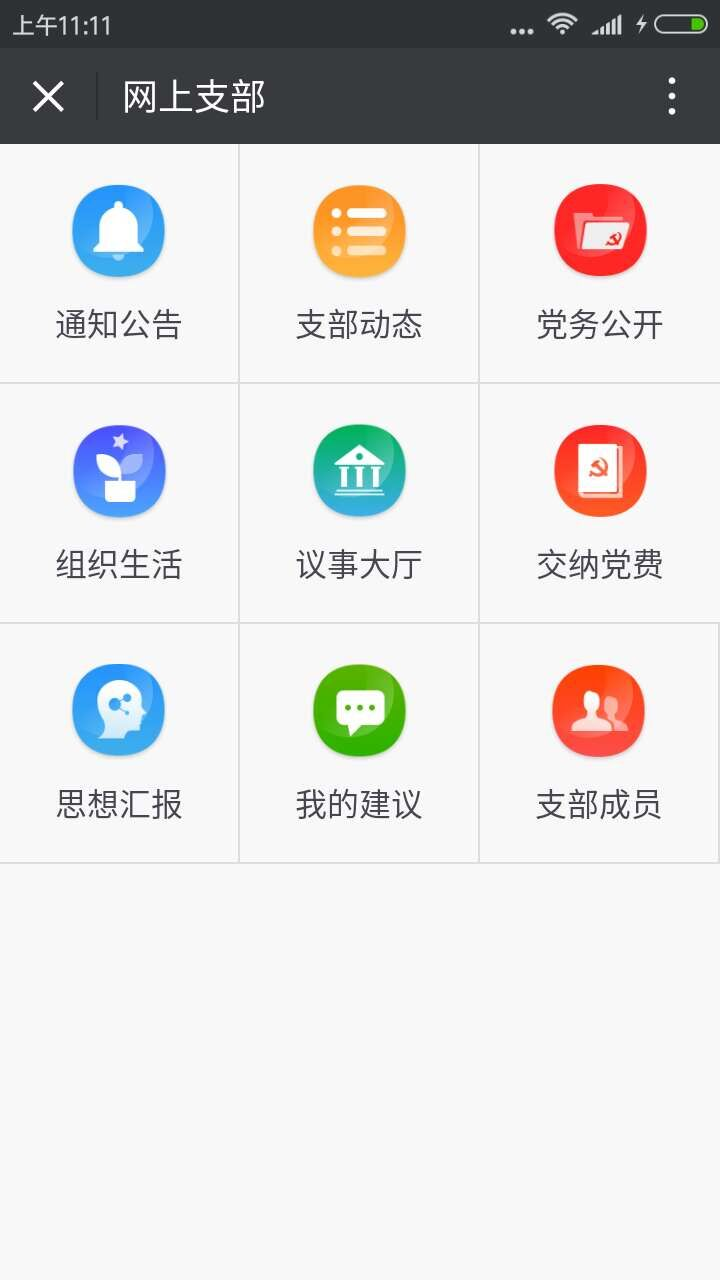 上午11:11
网上支部
通知公告
支部动态
党务公开
组织生活
议事大厅
交纳党费
思想汇报
我的建议
支部成员